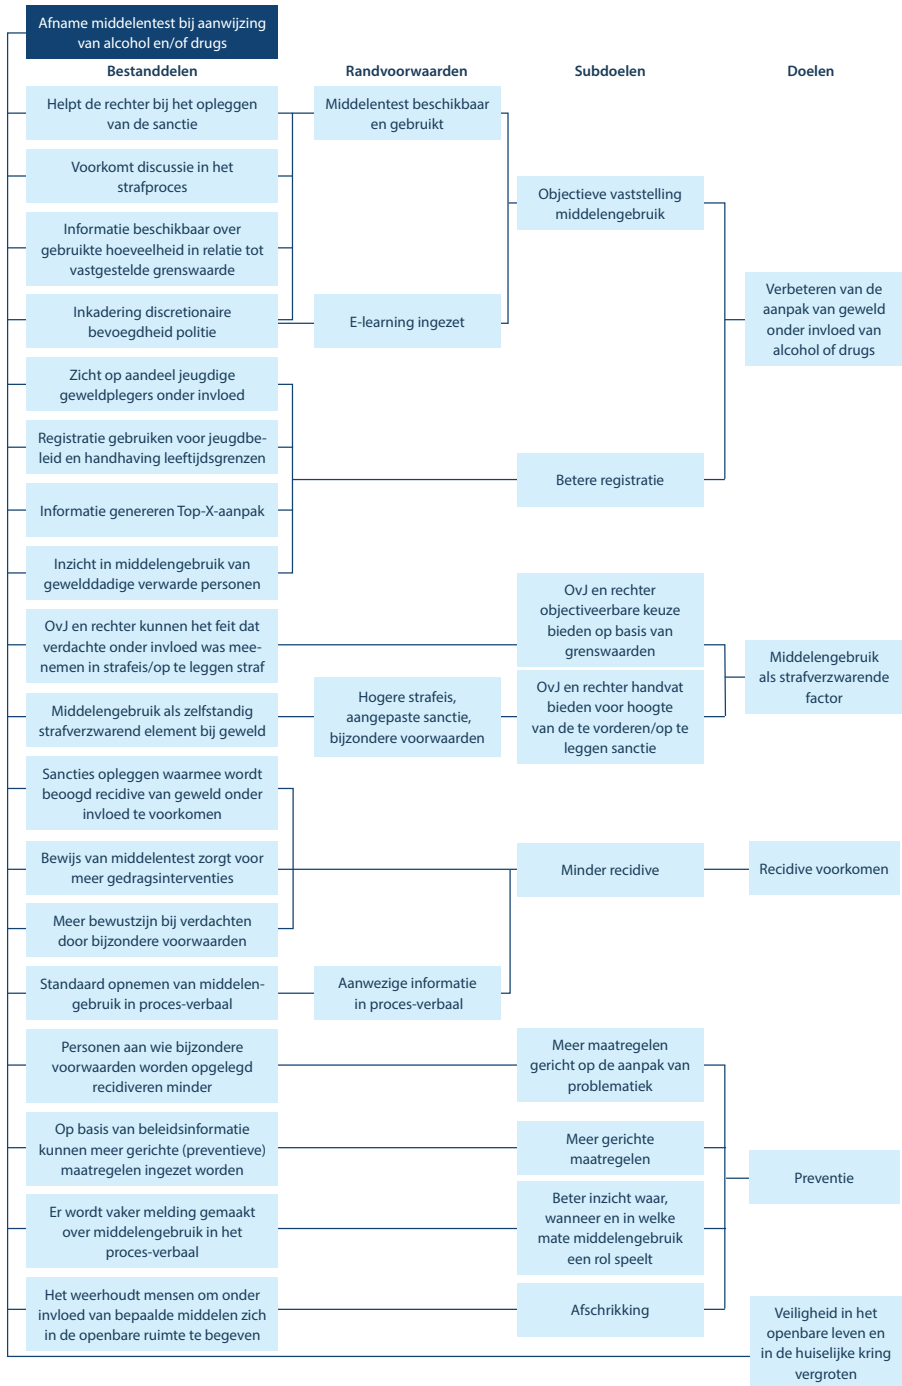 Afname middelentest bij aanwijzing
van alcohol en/of drugs
Bestanddelen
Randvoorwaarden
Subdoelen
Doelen
Helpt de rechter bij het opleggen
van de sanctie
Middelentest beschikbaar
en gebruikt
Voorkomt discussie in het
strafproces
Objectieve vaststelling
middelengebruik
Informatie beschikbaar over
gebruikte hoeveelheid in relatie tot
vastgestelde grenswaarde
Inkadering discretionaire
bevoegdheid politie
E-learning ingezet
Verbeteren van de
aanpak van geweld
onder invloed van
alcohol of drugs
Zicht op aandeel jeugdige
geweldplegers onder invloed
Registratie gebruiken voor jeugdbe-
leid en handhaving leeftijdsgrenzen
Betere registratie
Informatie genereren Top-X-aanpak
Inzicht in middelengebruik van
gewelddadige verwarde personen
OvJ en rechter kunnen het feit dat
verdachte onder invloed was mee-
nemen in strafeis/op te leggen straf
OvJ en rechter
objectiveerbare keuze
bieden op basis van
grenswaarden
Middelengebruik
als strafverzwarende
factor
Middelengebruik als zelfstandig
strafverzwarend element bij geweld
Hogere strafeis,
aangepaste sanctie,
bijzondere voorwaarden
OvJ en rechter handvat
bieden voor hoogte
van de te vorderen/op te
leggen sanctie
Sancties opleggen waarmee wordt
beoogd recidive van geweld onder
invloed te voorkomen
Bewijs van middelentest zorgt voor
meer gedragsinterventies
Minder recidive
Recidive voorkomen
Meer bewustzijn bij verdachten
door bijzondere voorwaarden
Standaard opnemen van middelen-
gebruik in proces-verbaal
Aanwezige informatie
in proces-verbaal
Personen aan wie bijzondere
voorwaarden worden opgelegd
recidiveren minder
Meer maatregelen
gericht op de aanpak van
problematiek
Op basis van beleidsinformatie
kunnen meer gerichte (preventieve)
maatregelen ingezet worden
Meer gerichte
maatregelen
Preventie
Er wordt vaker melding gemaakt
over middelengebruik in het
proces-verbaal
Beter inzicht waar,
wanneer en in welke
mate middelengebruik
een rol speelt
Het weerhoudt mensen om onder
invloed van bepaalde middelen zich
in de openbare ruimte te begeven
Afschrikking
Veiligheid in het
openbare leven en
in de huiselijke kring
vergroten